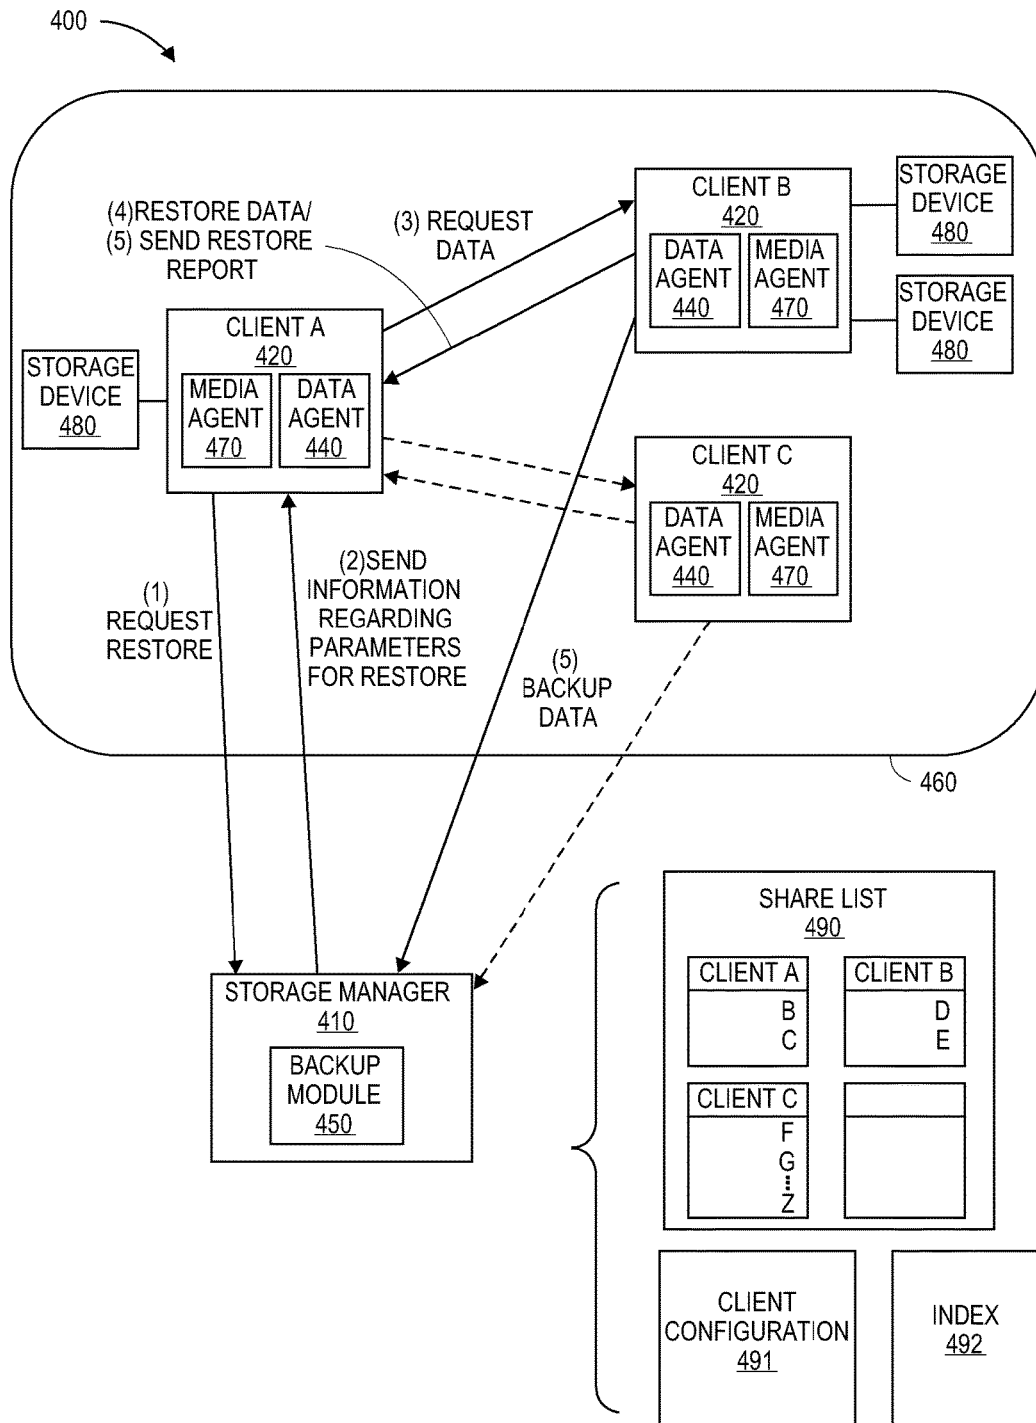 400
(4)RESTORE DATA/
(5) SEND RESTORE
REPORT
(3) REQUEST
DATA
CLIENT B
420
DATA
AGENT
440
MEDIA
AGENT
470
STORAGE
DEVICE
480
STORAGE
DEVICE
480
CLIENT A
420
MEDIA
AGENT
470
DATA
AGENT
440
STORAGE
DEVICE
480
CLIENT C
420
DATA
AGENT
440
MEDIA
AGENT
470
(1)
REQUEST
RESTORE
(2)SEND
INFORMATION
REGARDING
PARAMETERS
FOR RESTORE
(5)
BACKUP
DATA
460
STORAGE MANAGER
410
BACKUP
MODULE
450
SHARE LIST
490
CLIENT A
B
C
CLIENT B
D
E
CLIENT C
F
G
Z
CLIENT
CONFIGURATION
491
INDEX
492